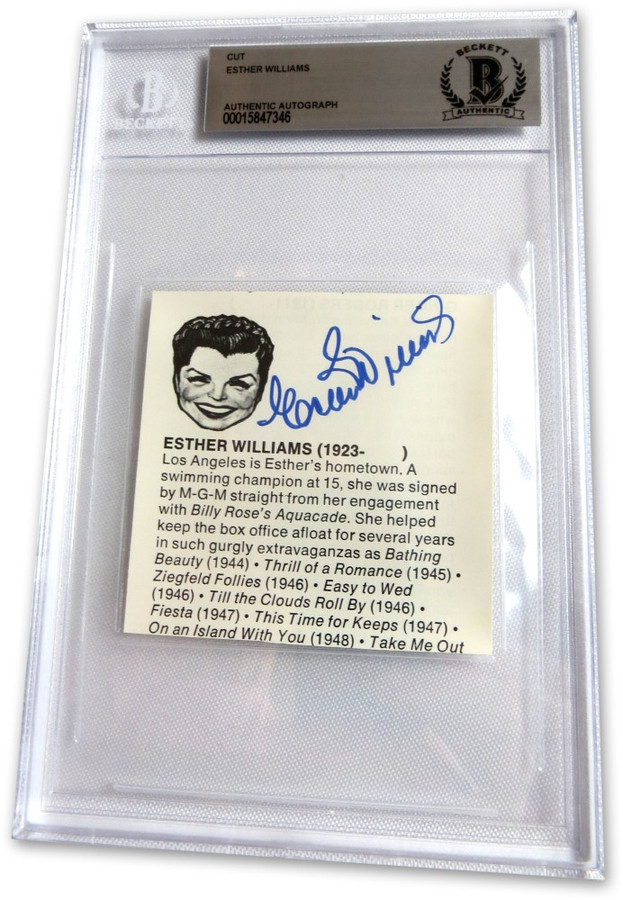 CUT
ESTHER WILLIAMS
AUTHENTIC AUTOGRAPH
00015847346
BECKETT
B
AUTHENTIC
B
BECKETT
Esther Williams
ESTHER WILLIAMS (1923-     )
Los Angeles is Esther's hometown. A
swimming champion at 15, she was signed
by M-G-M straight from her engagement
with Billy Rose's Aquacade. She helped
keep the box office afloat for several years
in such gurgly extravaganzas as Bathing
Beauty (1944) • Thrill of a Romance (1945) •
Ziegfeld Follies (1946) • Easy to Wed
(1946) • Till the Clouds Roll By (1946) •
Fiesta (1947) • This Time for Keeps (1947) •
On an Island With You (1948) • Take Me Out